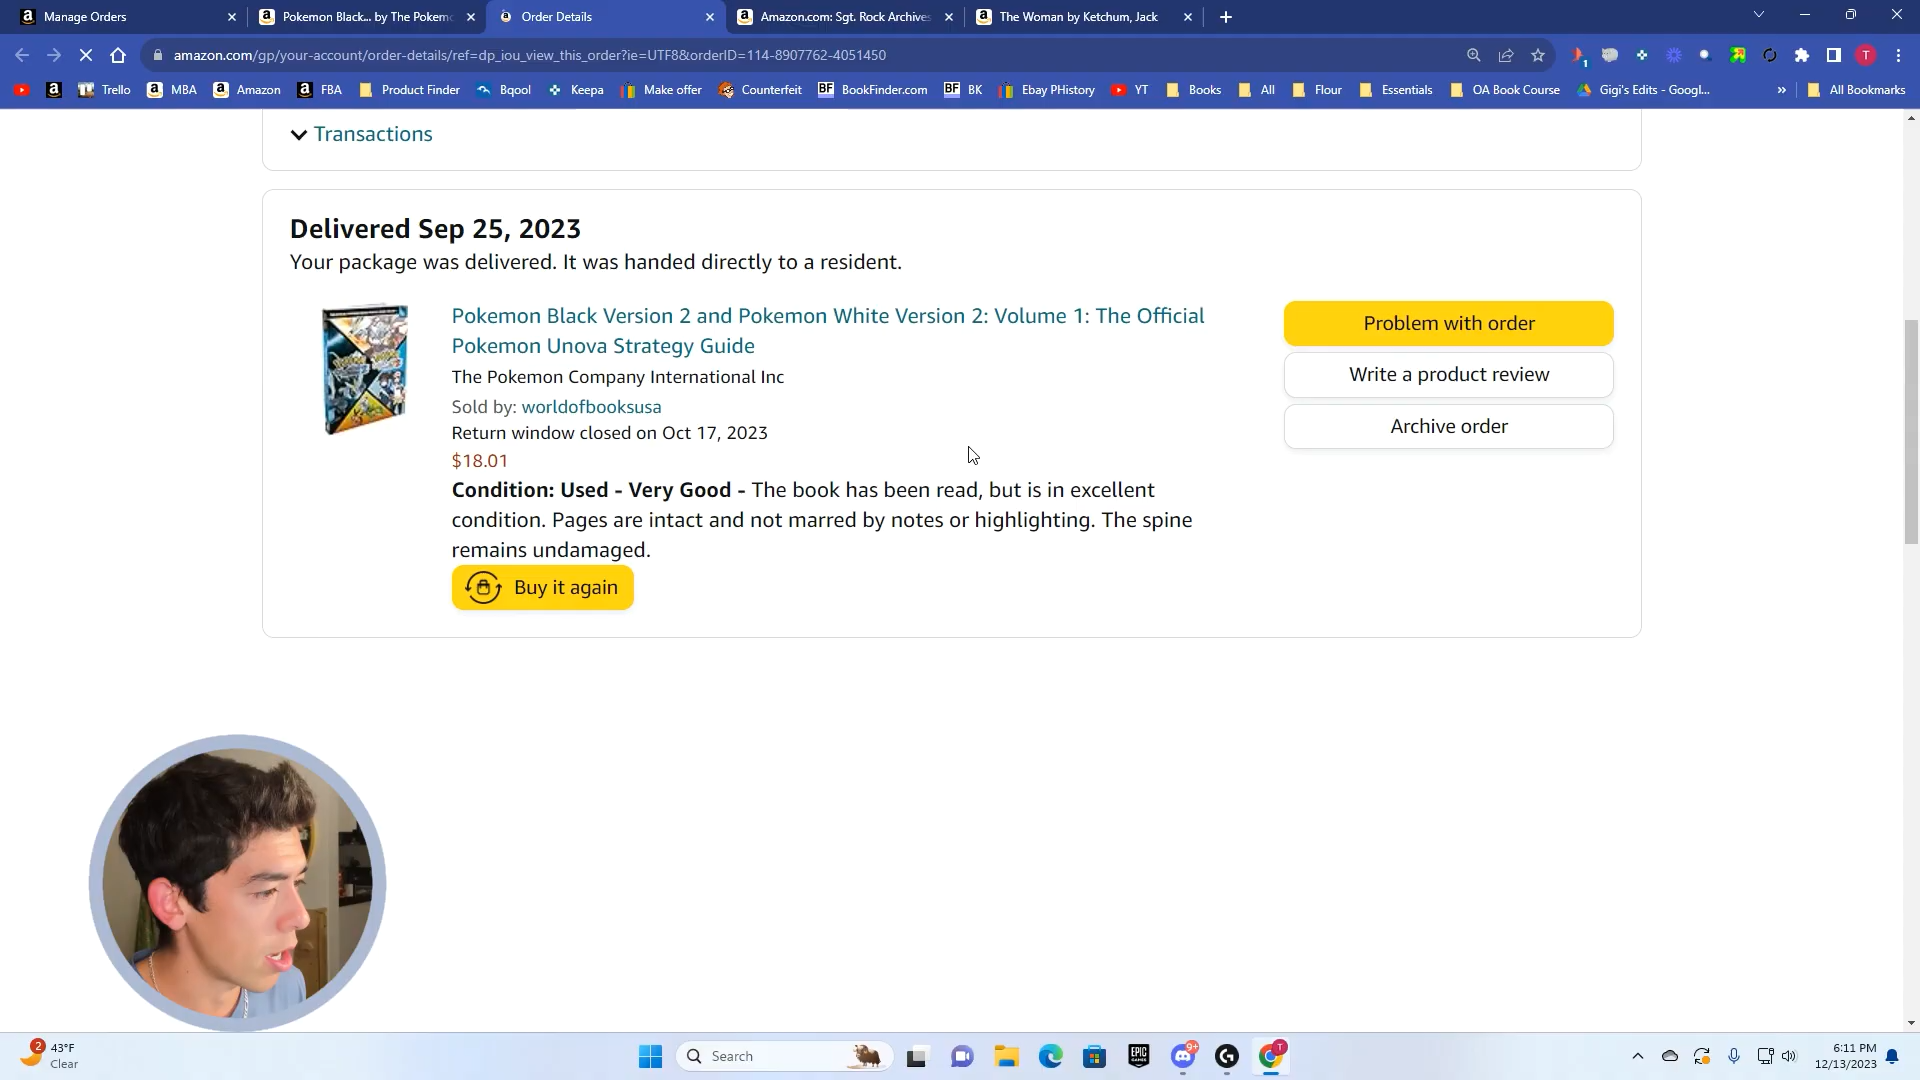 Manage Orders
Pokemon Black... by The Pokem
Order Details
Amazon.com: Sgt. Rock Archives
The Woman by Ketchum, Jack
amazon.com/gp/your-account/order-details/ref=dp_iou_view_this_order?ie=UTF8&orderID=114-8907762-4051450
1
T
Trello
MBA
Amazon
FBA
Product Finder
Bqool
Keepa
Make offer
Counterfeit
BF BookFinder.com
BF BK
Ebay PHistory
YT
Books
All
Flour
Essentials
OA Book Course
Gigi's Edits - Googl...
»
All Bookmarks
Transactions
Delivered Sep 25, 2023
Your package was delivered. It was handed directly to a resident.
Pokemon Black Version 2 and Pokemon White Version 2: Volume 1: The Official
Pokemon Unova Strategy Guide
The Pokemon Company International Inc
Sold by: worldofbooksusa
Return window closed on Oct 17, 2023
$18.01
Condition: Used - Very Good - The book has been read, but is in excellent
condition. Pages are intact and not marred by notes or highlighting. The spine
remains undamaged.
Buy it again
Problem with order
Write a product review
Archive order
2
43°F
Clear
Search
EPIC
GAMES
9+
T
6:11 PM
12/13/2023